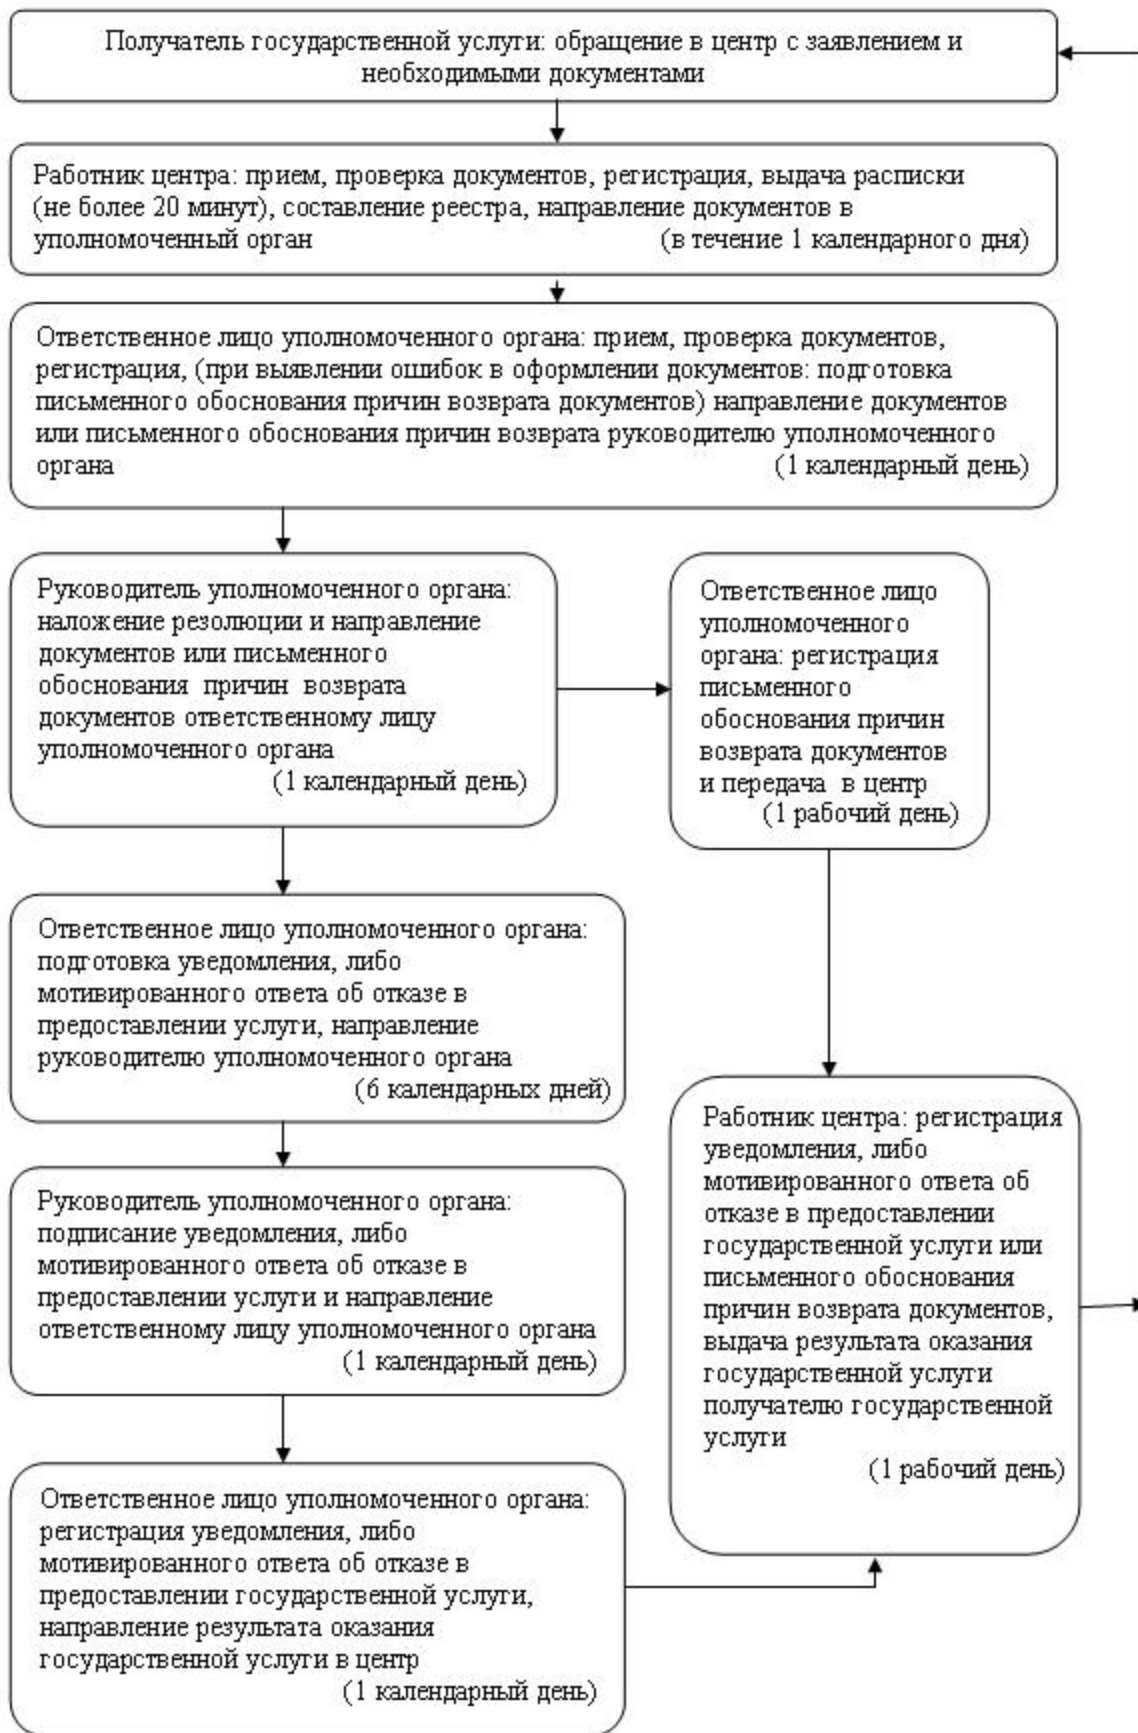 Получатель государственной услуги: обращение в центр с заявлением и
необходимыми документами
Работник центра: прием, проверка документов, регистрация, выдача расписки
(не более 20 минут), составление реестра, направление документов в
уполномоченный орган (в течение 1 календарного дня)
Ответственное лицо уполномоченного органа: прием, проверка документов,
регистрация, (при выявлении ошибок в оформлении документов: подготовка
письменного обоснования причин возврата документов) направление документов
или письменного обоснования причин возврата руководителю уполномоченного
органа (1 календарный день)
Руководитель уполномоченного органа:
наложение резолюции и направление
документов или письменного
обоснования причин возврата
документов ответственному лицу
уполномоченного органа
(1 календарный день)
Ответственное лицо
уполномоченного
органа: регистрация
письменного
обоснования причин
возврата документов
и передача в центр
(1 рабочий день)
Ответственное лицо уполномоченного органа:
подготовка уведомления, либо
мотивированного ответа об отказе в
предоставлении услуги, направление
руководителю уполномоченного органа
(6 календарных дней)
Руководитель уполномоченного органа:
подписание уведомления, либо
мотивированного ответа об отказе в
предоставлении услуги и направление
ответственному лицу уполномоченного органа
(1 календарный день)
Ответственное лицо уполномоченного органа:
регистрация уведомления, либо
мотивированного ответа об отказе в
предоставлении государственной услуги,
направление результата оказания
государственной услуги в центр
(1 календарный день)
Работник центра: регистрация
уведомления, либо
мотивированного ответа об
отказе в предоставлении
государственной услуги или
письменного обоснования
причин возврата документов,
выдача результата оказания
государственной услуги
получателю государственной
услуги
(1 рабочий день)